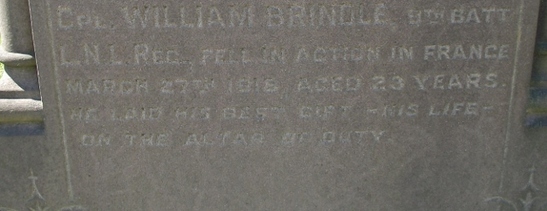 CPL. WILLIAM BRINDLE, 9TH BATT
L.N.L REG., FELL IN ACTION IN FRANCE
MARCH 27TH 1918 AGED 23 YEARS.
HE LAID HIS BEST GIFT – HIS LIFE –
ON THE ALTAR OF DUTY.